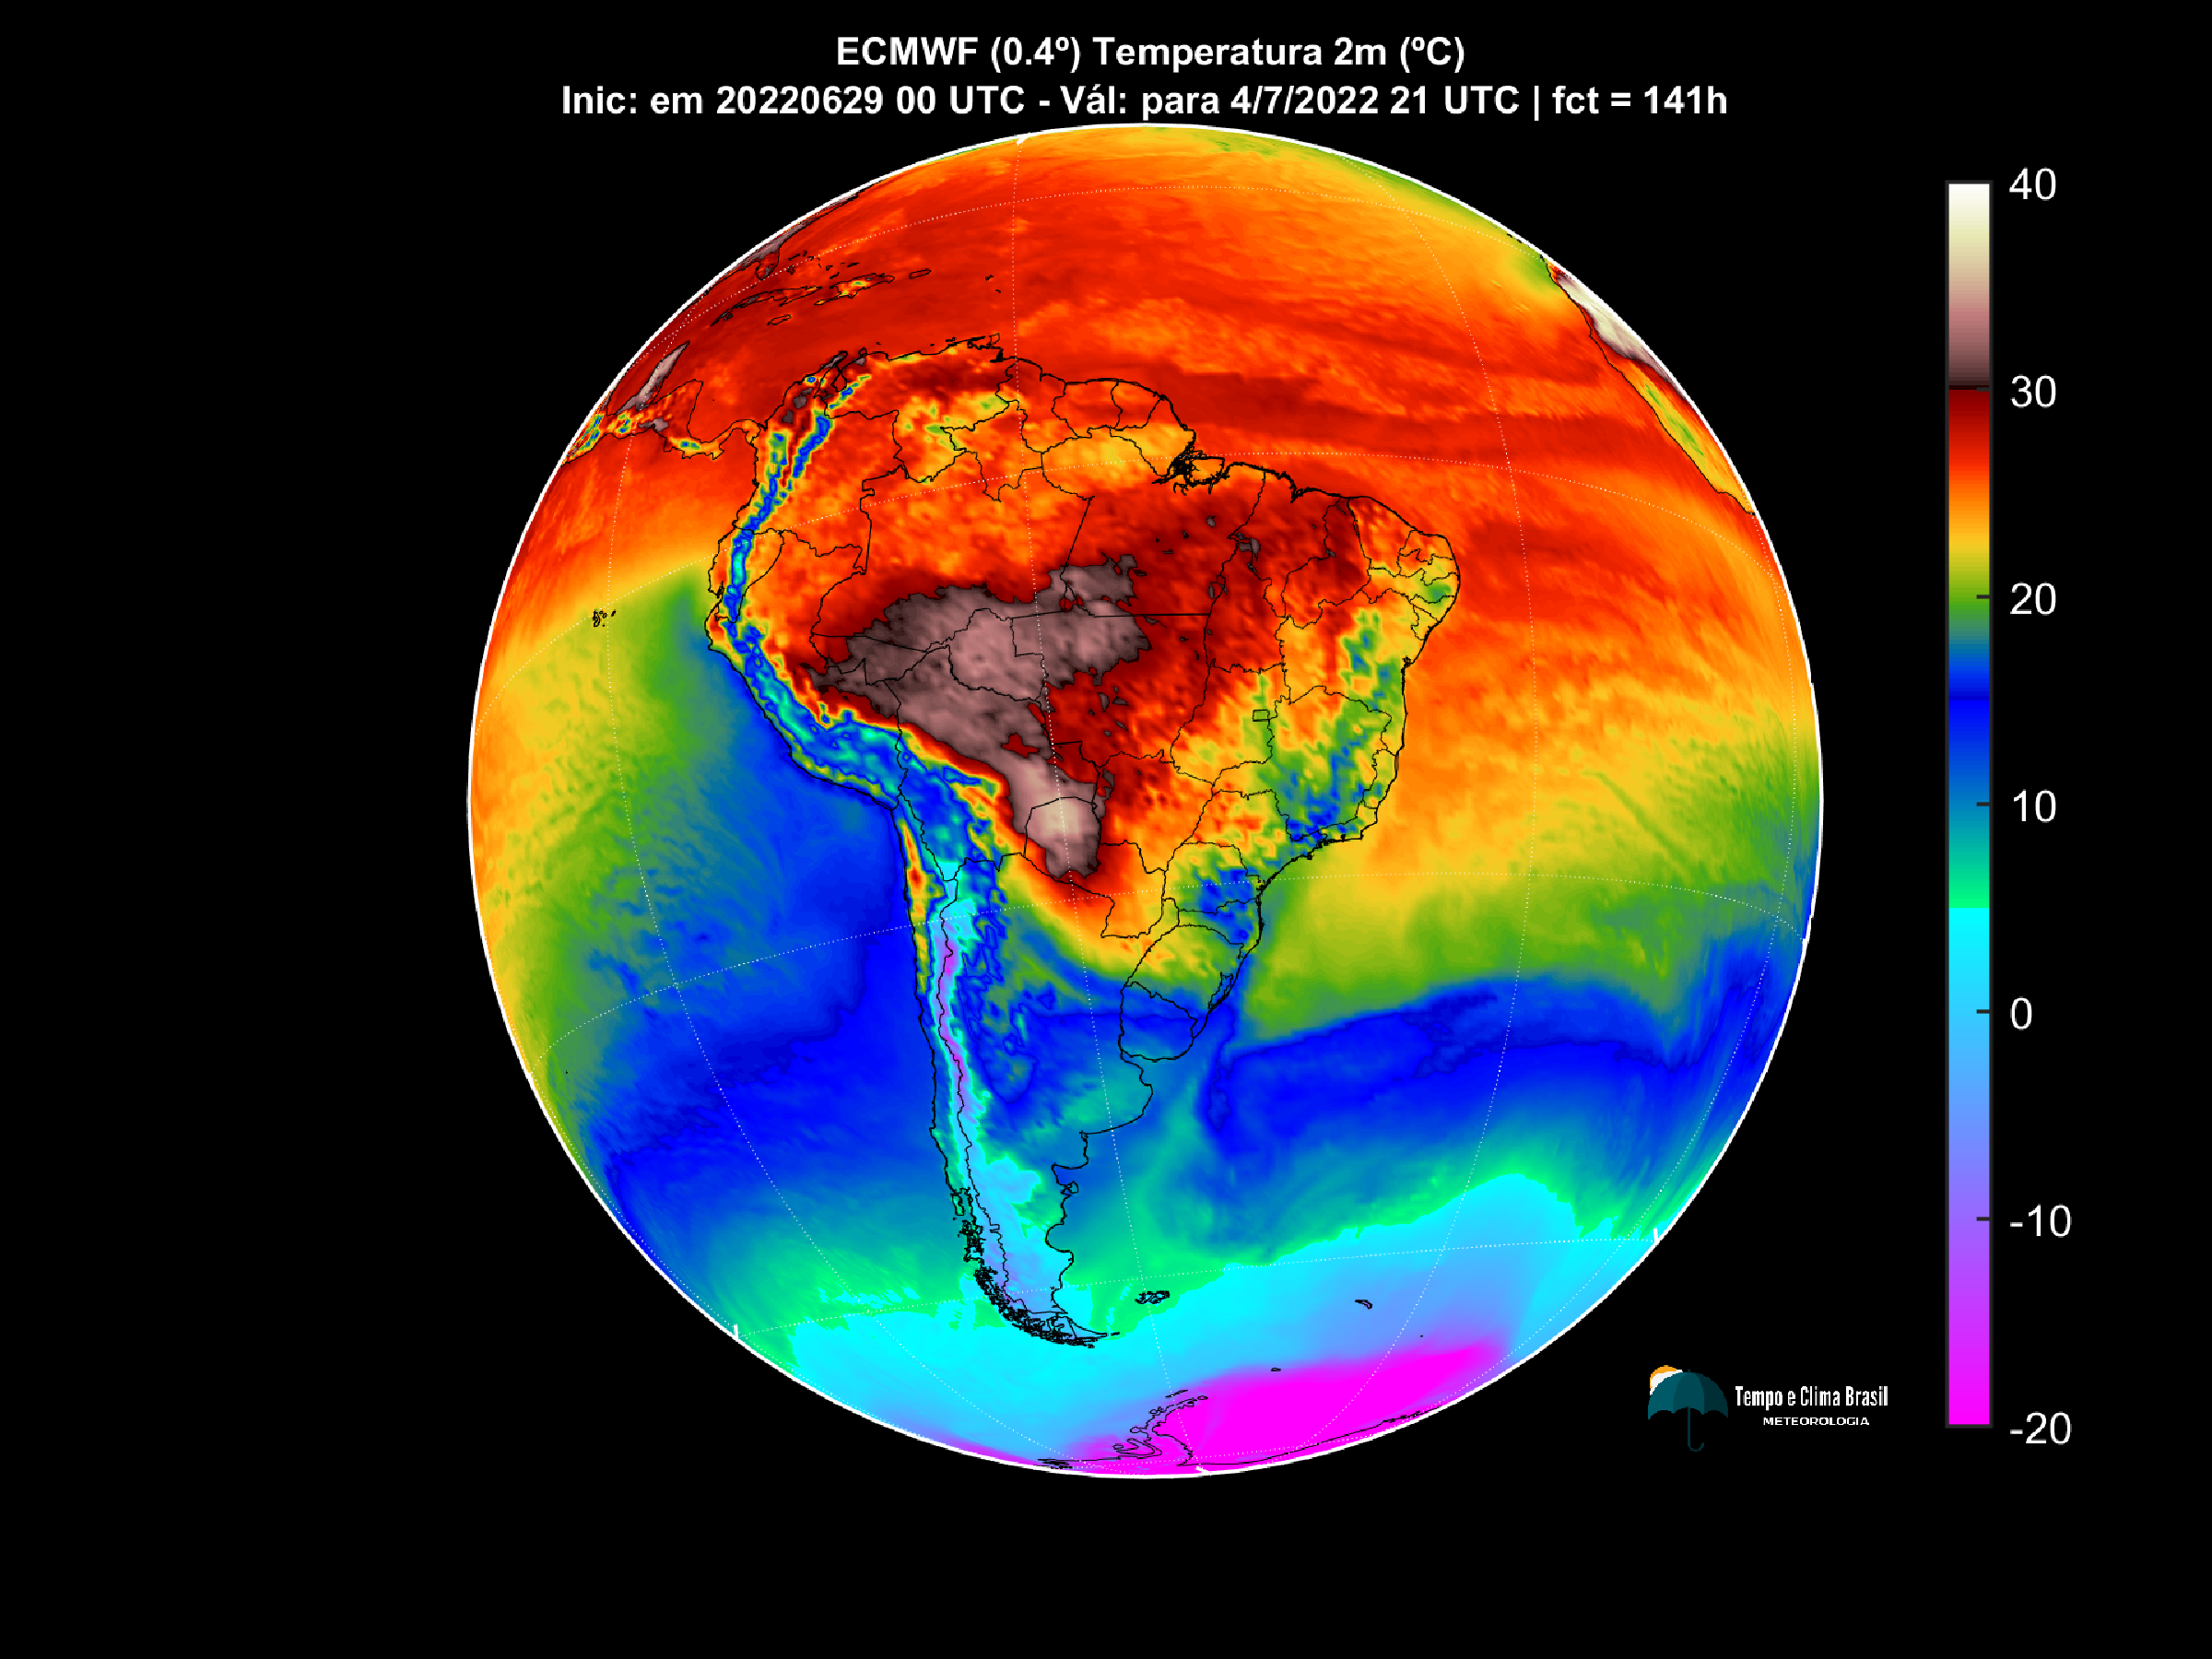 ECMWF (0.4º) Temperatura 2m (ºC)
Inic: em 20220629 00 UTC - Vál: para 4/7/2022 21 UTC | fct = 141h
40
30
20
10
0
-10
-20
Tempo e Clima Brasil
METEOROLOGIA